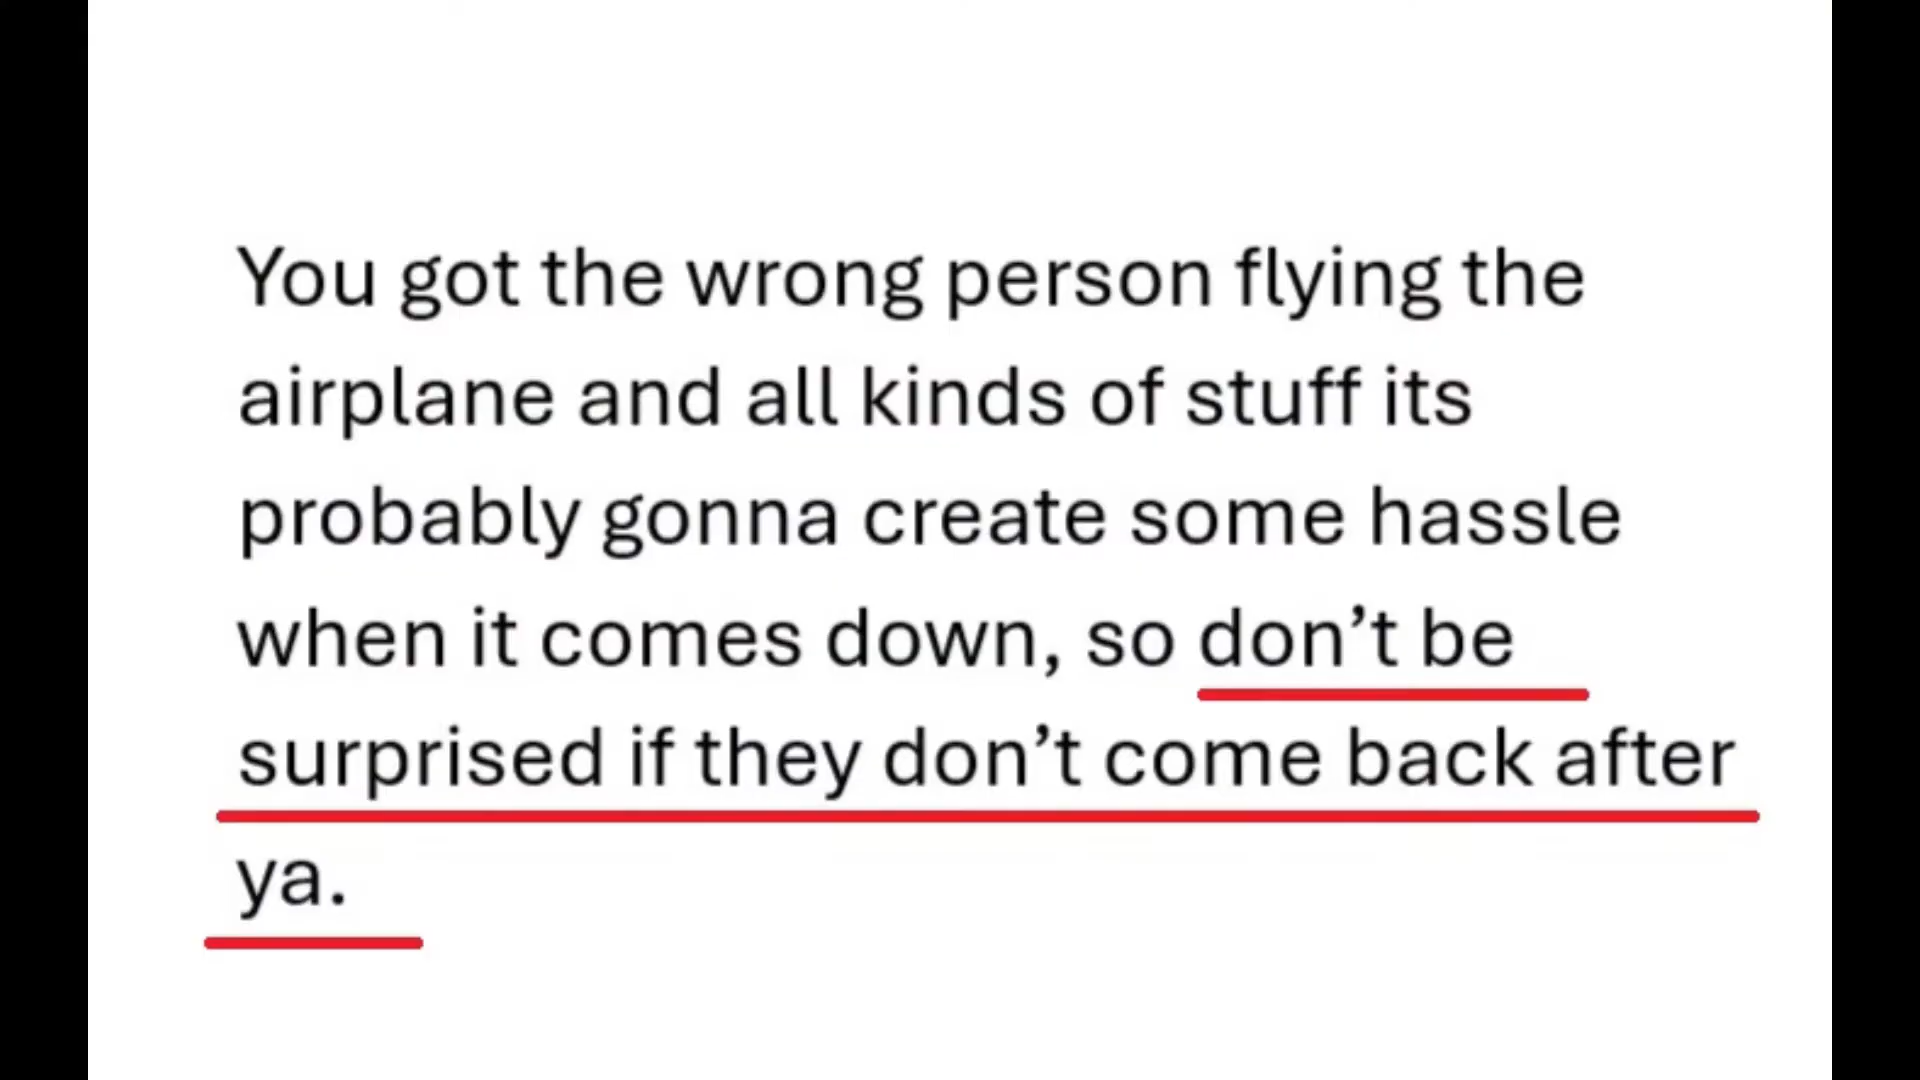 You got the wrong person flying the
airplane and all kinds of stuff its
probably gonna create some hassle
when it comes down, so don’t be
surprised if they don’t come back after
ya.